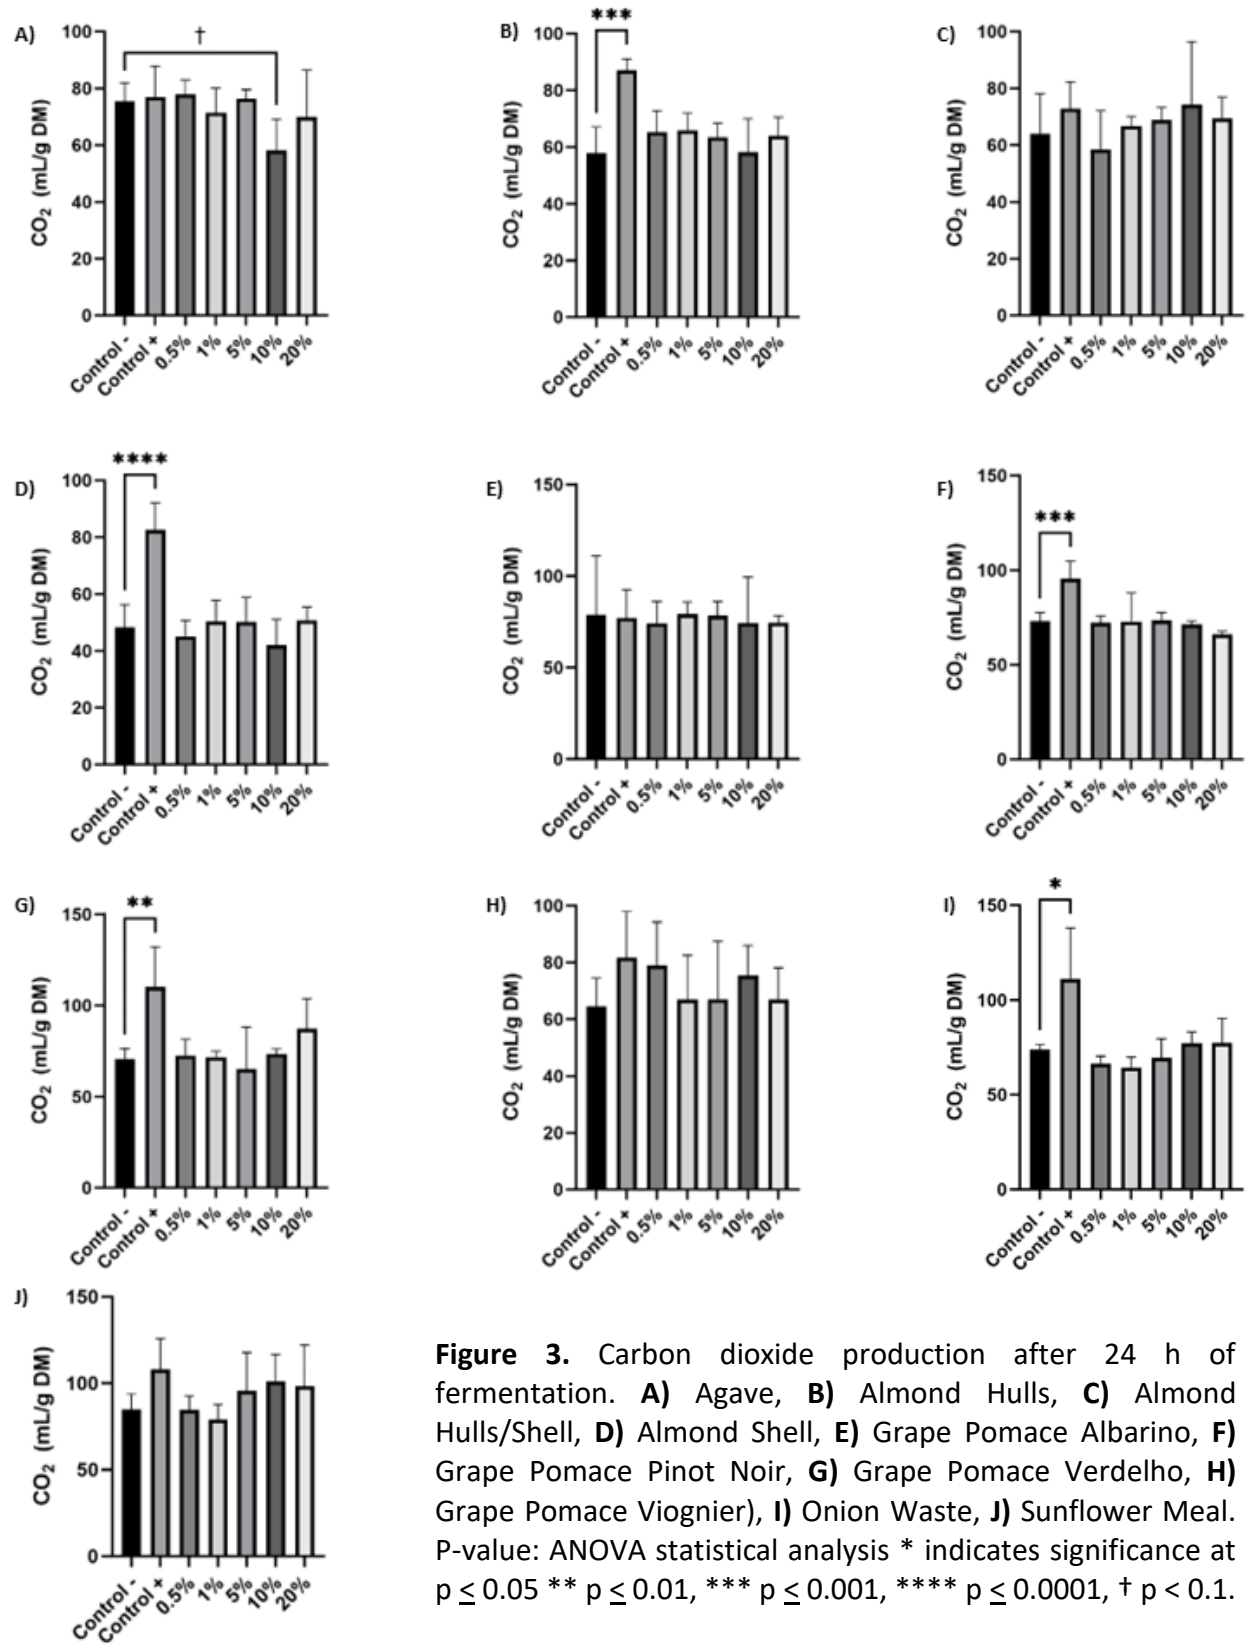 A)
†
100
80
60
40
20
0
CO2 (mL/g DM)
Control -
Control +
0.5%
1%
5%
10%
20%
B)
***
100
80
60
40
20
0
CO2 (mL/g DM)
Control -
Control +
0.5%
1%
5%
10%
20%
C)
100
80
60
40
20
0
CO2 (mL/g DM)
Control -
Control +
0.5%
1%
5%
10%
20%
D)
****
100
80
60
40
20
0
CO2 (mL/g DM)
Control -
Control +
0.5%
1%
5%
10%
20%
E)
150
100
50
0
CO2 (mL/g DM)
Control -
Control +
0.5%
1%
5%
10%
20%
F)
***
150
100
50
0
CO2 (mL/g DM)
Control -
Control +
0.5%
1%
5%
10%
20%
G)
**
150
100
50
0
CO2 (mL/g DM)
Control -
Control +
0.5%
1%
5%
10%
20%
H)
100
80
60
40
20
0
CO2 (mL/g DM)
Control -
Control +
0.5%
1%
5%
10%
20%
I)
*
150
100
50
0
CO2 (mL/g DM)
Control -
Control +
0.5%
1%
5%
10%
20%
J)
150
100
50
0
CO2 (mL/g DM)
Control -
Control +
0.5%
1%
5%
10%
20%
Figure 3. Carbon dioxide production after 24 h of
fermentation. A) Agave, B) Almond Hulls, C) Almond
Hulls/Shell, D) Almond Shell, E) Grape Pomace Albarino, F)
Grape Pomace Pinot Noir, G) Grape Pomace Verdelho, H)
Grape Pomace Viognier), I) Onion Waste, J) Sunflower Meal.
P-value: ANOVA statistical analysis * indicates significance at
p ≤ 0.05 ** p ≤ 0.01, *** p ≤ 0.001, **** p ≤ 0.0001, † p < 0.1.